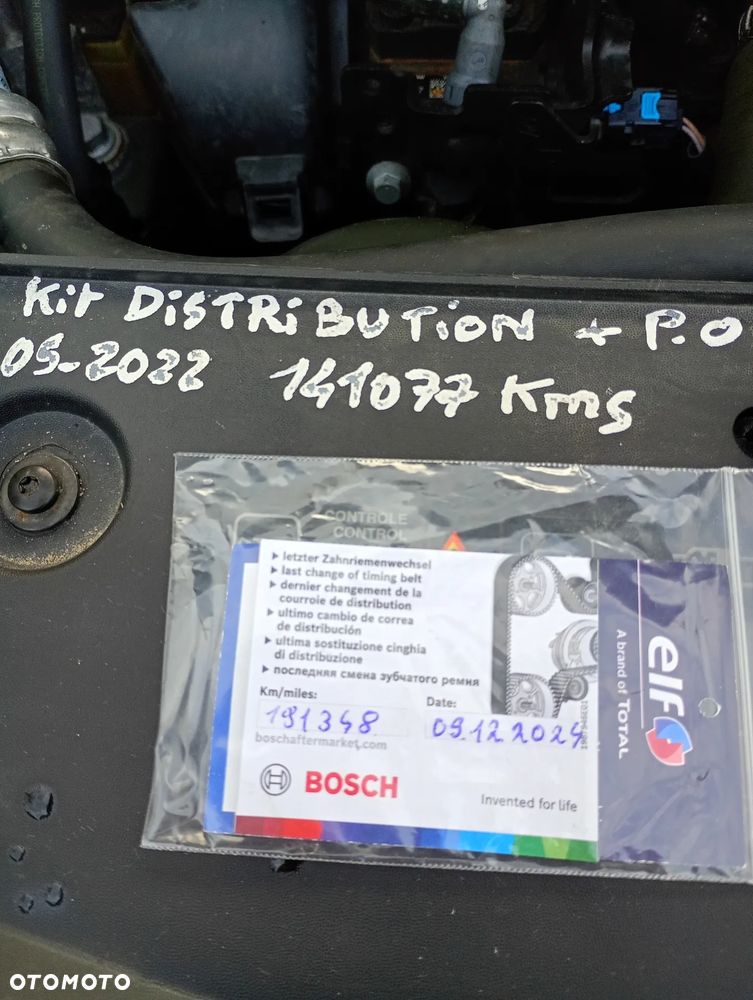 Kit DiSTRiBUTiON + P.O
05-2022 141077 Kms
CONTROLE
CONTROL
▸ letzter Zahnriemenwechsel
▸ last change of timing belt
▸ dernier changement de la
courroie de distribution
▸ ultimo cambio de correa
de distribución
▸ ultima sostituzione cinghia
di distribuzione
▸ последняя смена зубчатого ремня
Km/miles: Date:
191348 09.12.2024
boschaftermarket.com
BOSCH
Invented for life
elf
A brand of TOTAL
OTOMOTO